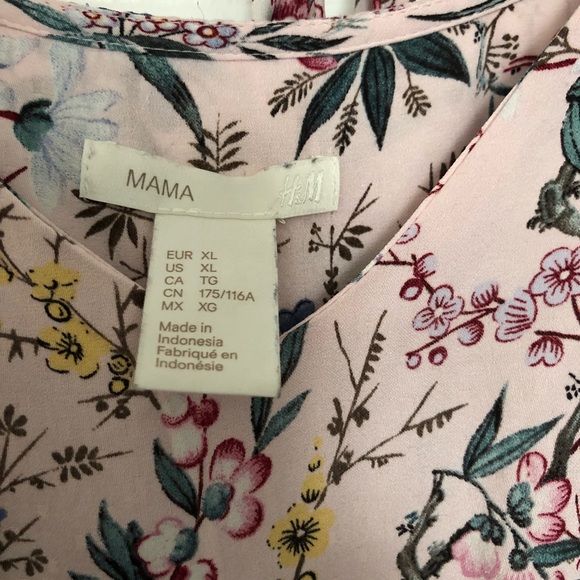 MAMA H&M
EUR XL
US XL
CA TG
CN 175/116A
MX XG
Made in
Indonesia
Fabriqué en
Indonésie